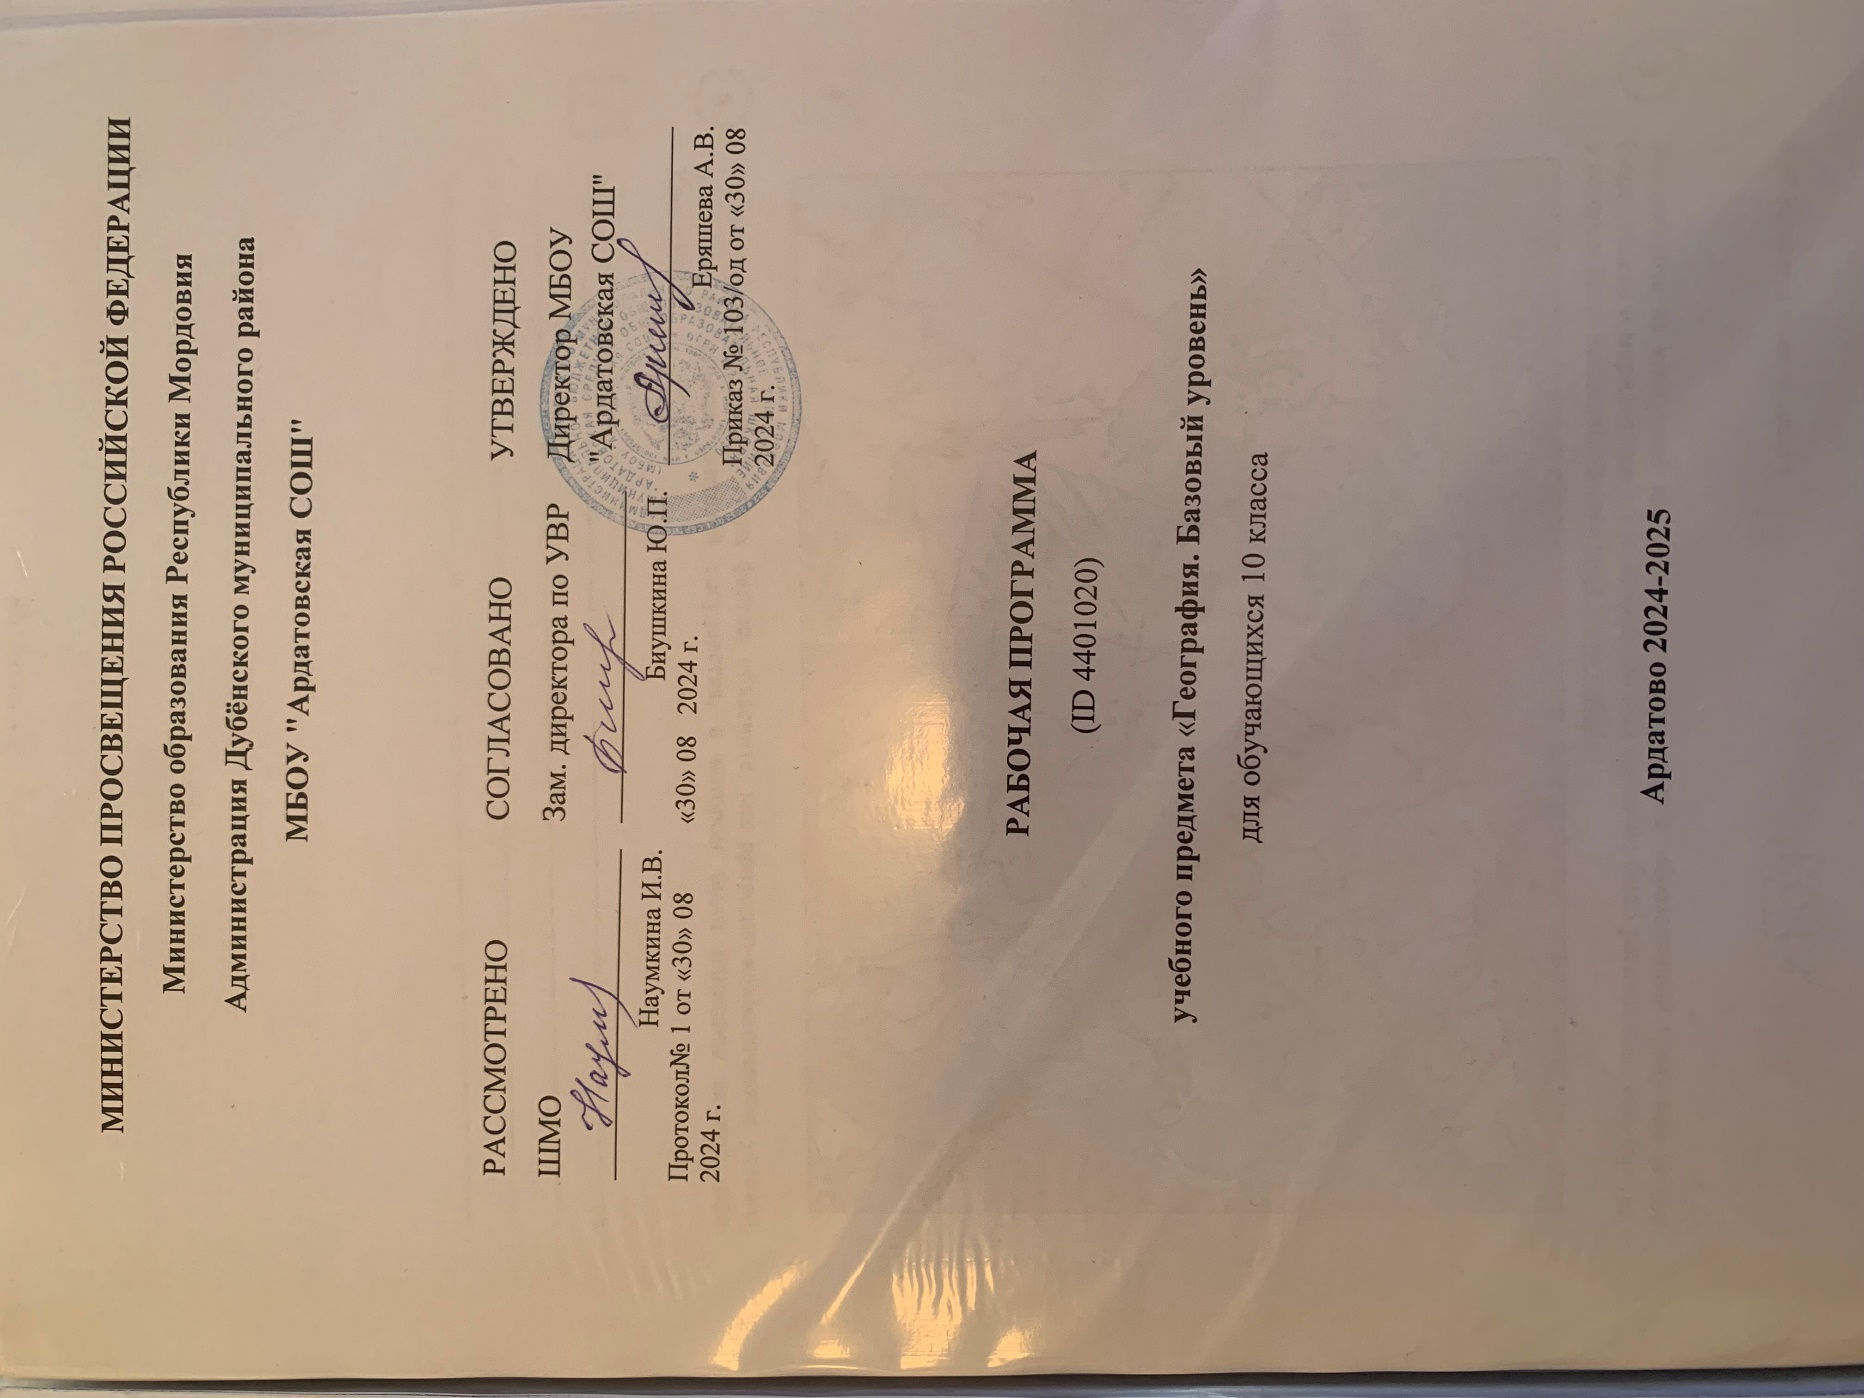 МИНИСТЕРСТВО ПРОСВЕЩЕНИЯ РОССИЙСКОЙ ФЕДЕРАЦИИ
Министерство образования Республики Мордовия
Администрация Дубёнского муниципального района
МБОУ "Ардатовская СОШ"
РАССМОТРЕНО
ШМО
Наумкина И.В.
Протокол№ 1 от «30» 08
2024 г.
СОГЛАСОВАНО
Зам. директора по УВР
Биушкина Ю.П.
«30» 08 2024 г.
УТВЕРЖДЕНО
Директор МБОУ
"Ардатовская СОШ"
Еряшева А.В.
Приказ № 103/од от «30» 08
2024 г.
РАБОЧАЯ ПРОГРАММА
(ID 4401020)
учебного предмета «География. Базовый уровень»
для обучающихся 10 класса
Ардатово 2024-2025